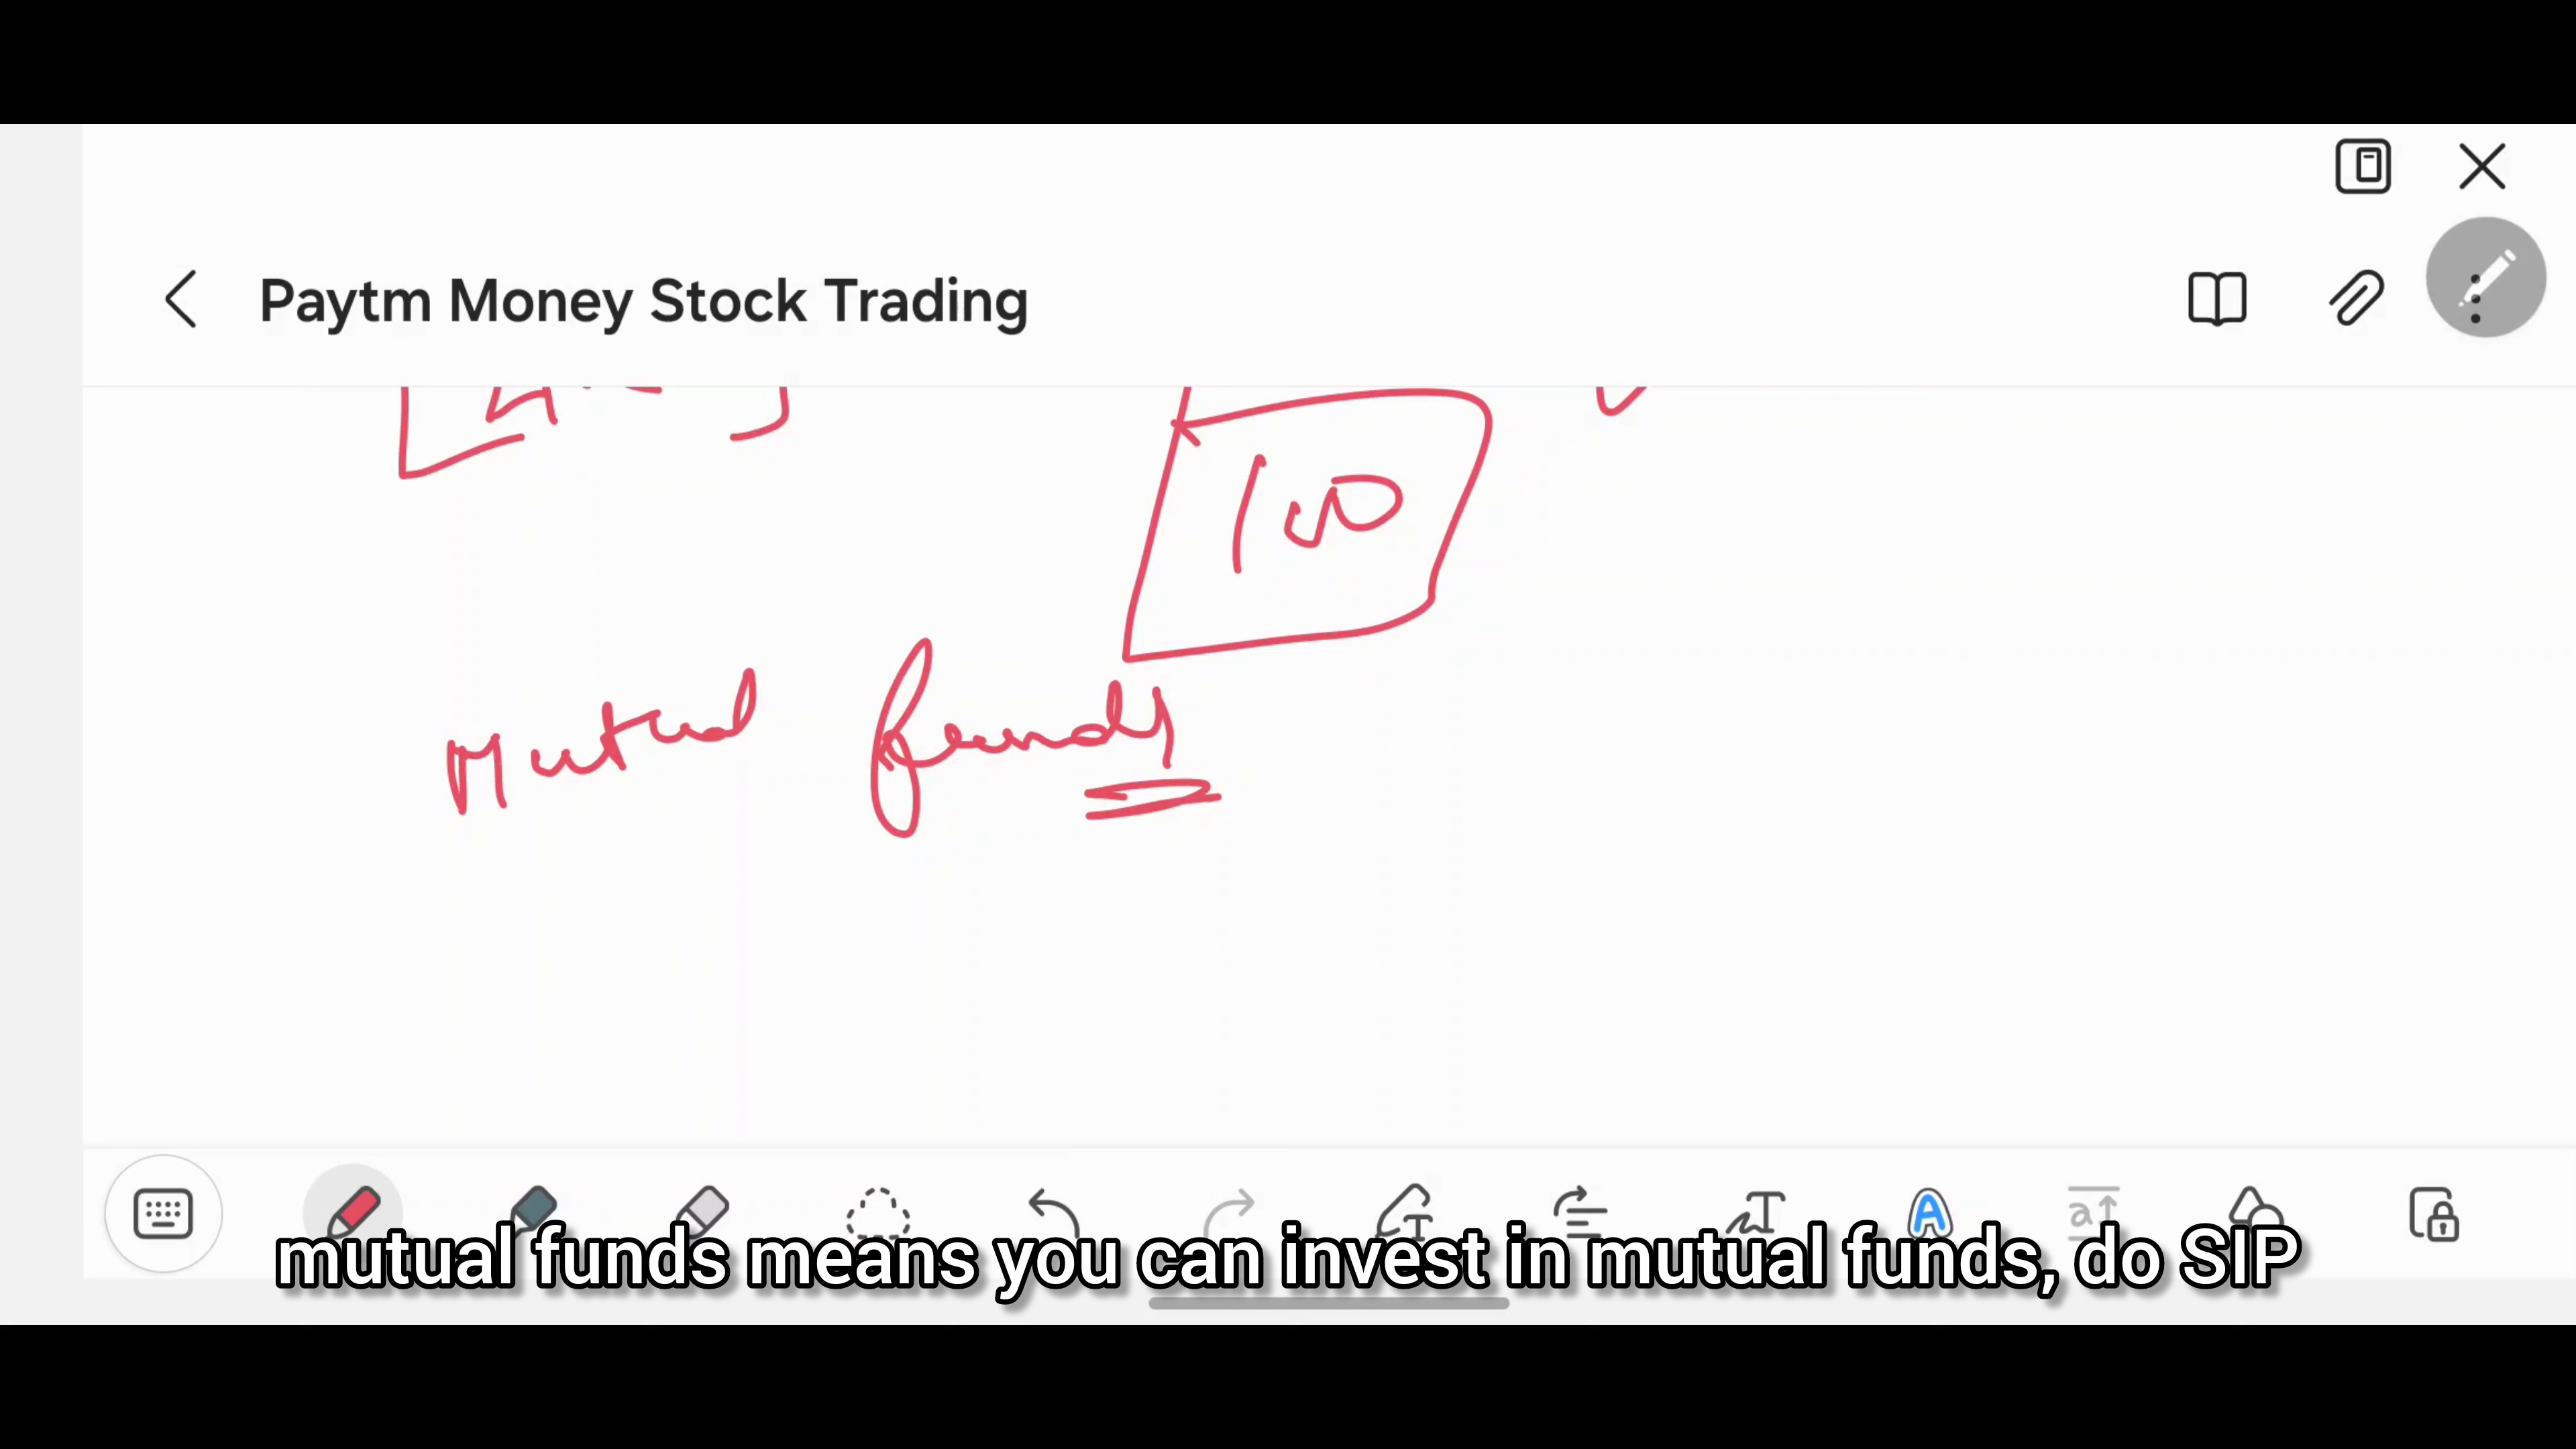 Paytm Money Stock Trading
100
Mutual funds
mutual funds means you can invest in mutual funds, do SIP